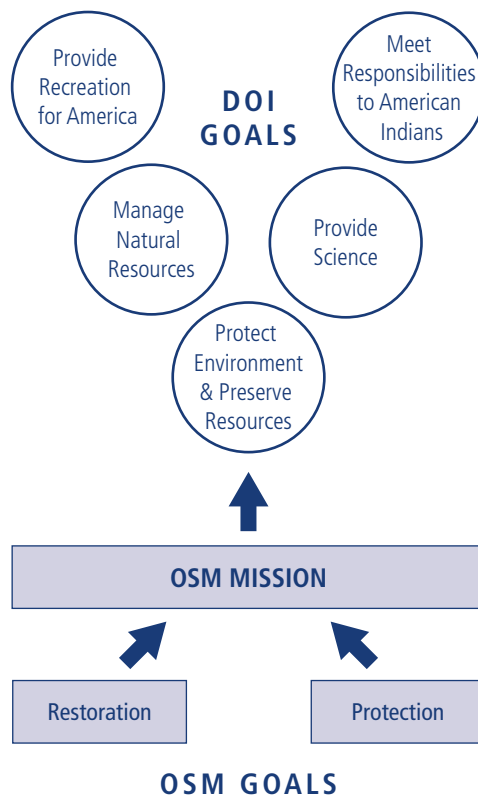 Provide
Recreation
for America
DOI
GOALS
Meet
Responsibilities
to American
Indians
Manage
Natural
Resources
Provide
Science
Protect
Environment
& Preserve
Resources
OSM MISSION
Restoration
Protection
OSM GOALS